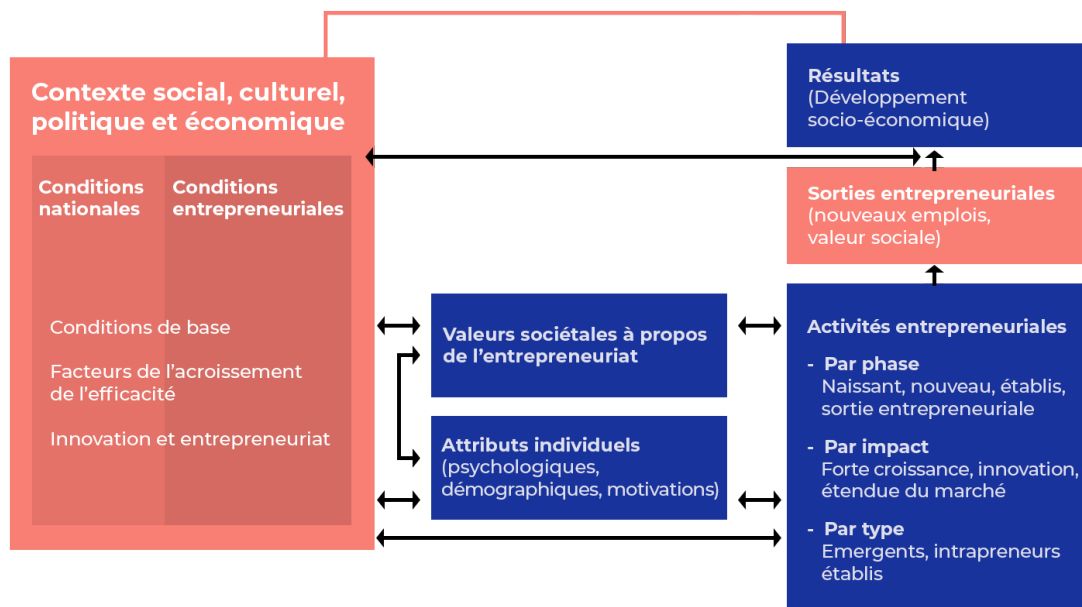 Contexte social, culturel,
politique et économique
Conditions
nationales
Conditions
entrepreneuriales
Conditions de base
Facteurs de l'acroissement
de l'efficacité
Innovation et entrepreneuriat
Valeurs sociétales à propos
de l'entrepreneuriat
Attributs individuels
(psychologiques,
démographiques, motivations)
Résultats
(Développement
socio-économique)
Sorties entrepreneuriales
(nouveaux emplois,
valeur sociale)
Activités entrepreneuriales
- Par phase
Naissant, nouveau, établis,
sortie entrepreneuriale
- Par impact
Forte croissance, innovation,
étendue du marché
- Par type
Emergents, intrapreneurs
établis